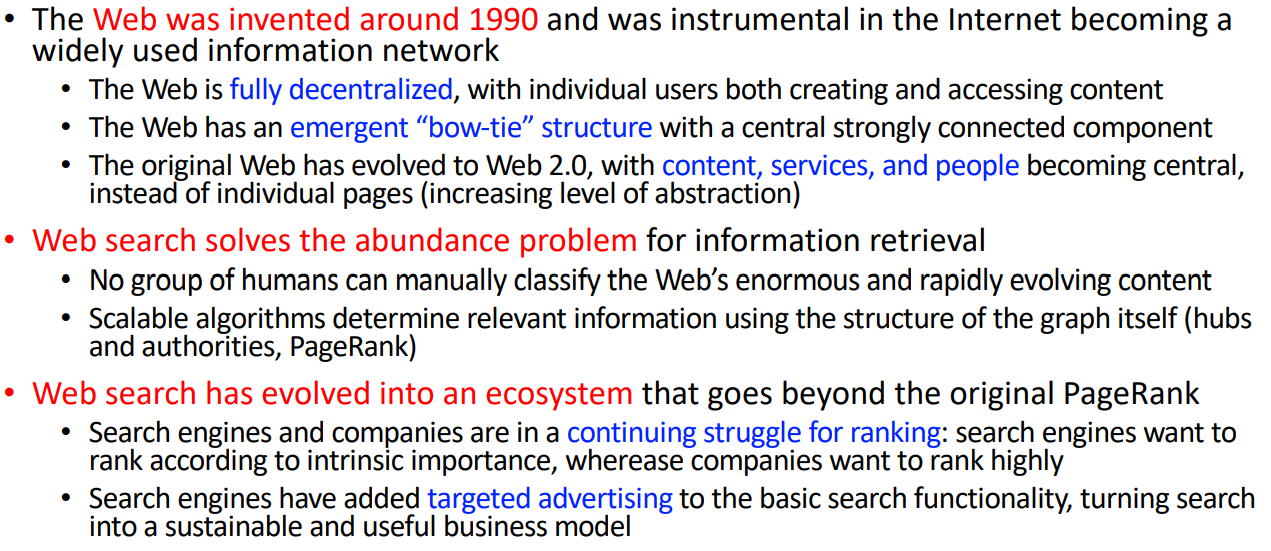 • The Web was invented around 1990 and was instrumental in the Internet becoming a
widely used information network
• The Web is fully decentralized, with individual users both creating and accessing content
• The Web has an emergent “bow-tie” structure with a central strongly connected component
• The original Web has evolved to Web 2.0, with content, services, and people becoming central,
instead of individual pages (increasing level of abstraction)
• Web search solves the abundance problem for information retrieval
• No group of humans can manually classify the Web’s enormous and rapidly evolving content
• Scalable algorithms determine relevant information using the structure of the graph itself (hubs
and authorities, PageRank)
• Web search has evolved into an ecosystem that goes beyond the original PageRank
• Search engines and companies are in a continuing struggle for ranking: search engines want to
rank according to intrinsic importance, wherease companies want to rank highly
• Search engines have added targeted advertising to the basic search functionality, turning search
into a sustainable and useful business model